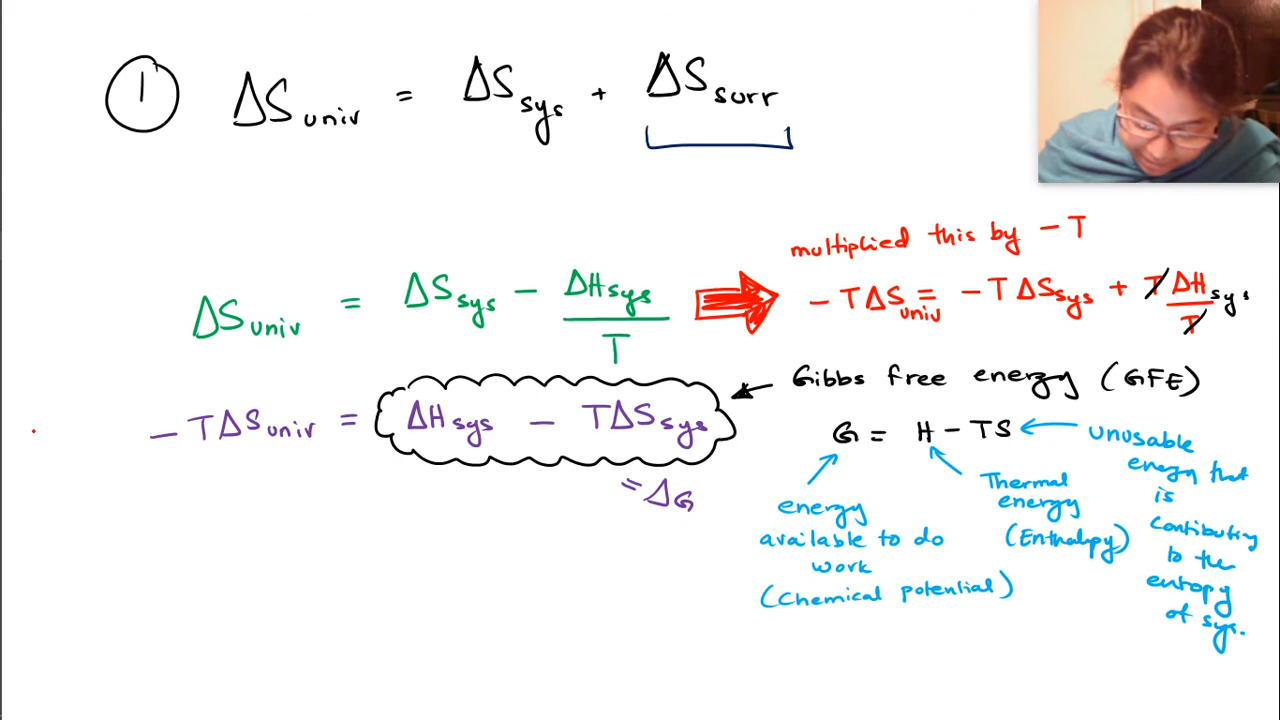 ① ΔS univ = ΔS sys + ΔS surr
multiplied this by – T
ΔS univ = ΔS sys – ΔH sys / T
– TΔS univ = – TΔS sys + T ΔH sys / T
Gibbs free energy (GFE)
– TΔS univ = ΔH sys – TΔS sys
= ΔG
G = H – TS
unusable
energy that
is
contibuting
to the
entropy
of sys.
Thermal
energy
(Enthalpy)
energy
available to do
work
(chemical potential)